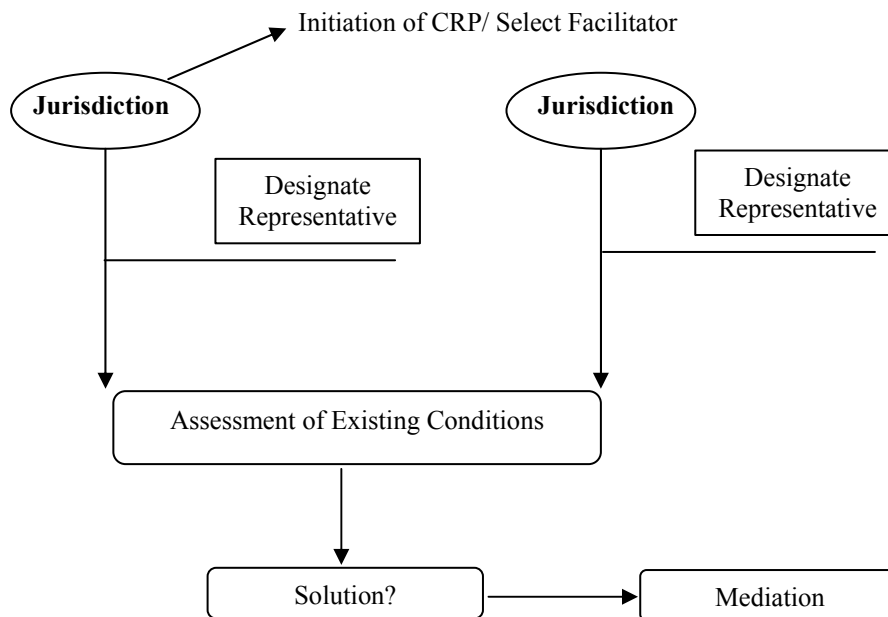 Initiation of CRP/ Select Facilitator
Jurisdiction
Jurisdiction
Designate
Representative
Designate
Representative
Assessment of Existing Conditions
Solution?
Mediation